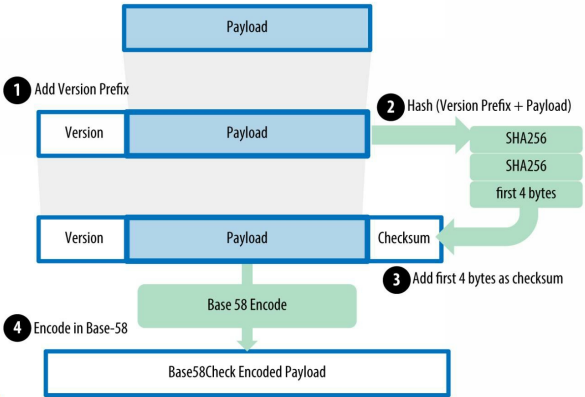 Payload
1 Add Version Prefix
2 Hash (Version Prefix + Payload)
Version
Payload
SHA256
SHA256
first 4 bytes
Version
Payload
Checksum
3 Add first 4 bytes as checksum
Base 58 Encode
4 Encode in Base-58
Base58Check Encoded Payload